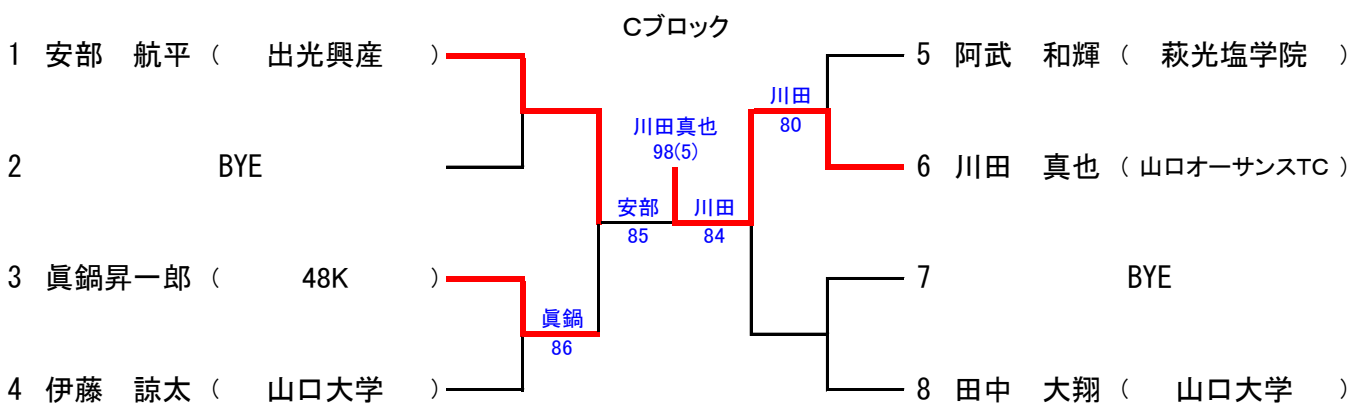 Cブロック
1 安部 航平 ( 出光興産 )
2 BYE
3 眞鍋昇一郎 ( 48K )
4 伊藤 諒太 ( 山口大学 )
眞鍋
86
安部
85
川田真也
98(5)
川田
84
川田
80
5 阿武 和輝 ( 萩光塩学院 )
6 川田 真也 ( 山口オーサンスTC )
7 BYE
8 田中 大翔 ( 山口大学 )